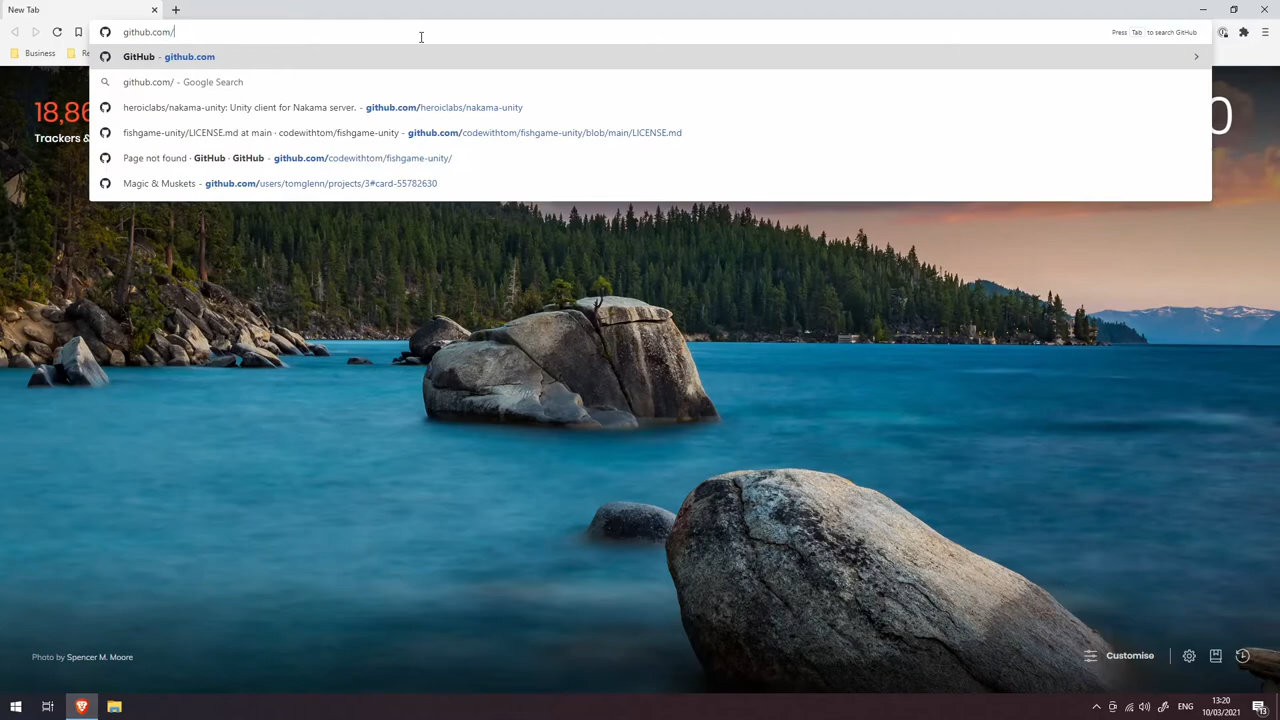 New Tab
github.com/
Press Tab to search GitHub
Business
GitHub - github.com
github.com/ - Google Search
heroiclabs/nakama-unity: Unity client for Nakama server. - github.com/heroiclabs/nakama-unity
fishgame-unity/LICENSE.md at main · codewithtom/fishgame-unity - github.com/codewithtom/fishgame-unity/blob/main/LICENSE.md
Page not found · GitHub · GitHub - github.com/codewithtom/fishgame-unity/
Magic & Muskets - github.com/users/tomglenn/projects/3#card-55782630
18,86
Trackers &
0
Photo by Spencer M. Moore
Customise
ENG
13:20
10/03/2021
13